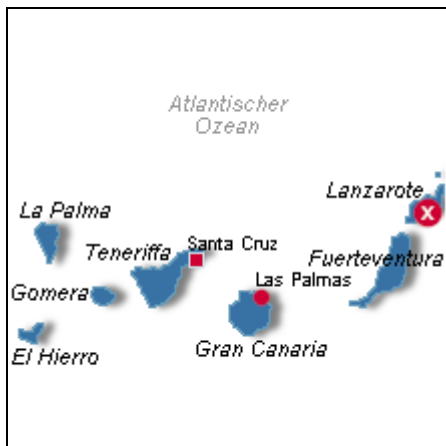 Atlantischer
Ozean
Lanzarote
X
La Palma
Santa Cruz
Teneriffa
Fuerteventura
Las Palmas
Gomera
Gran Canaria
El Hierro